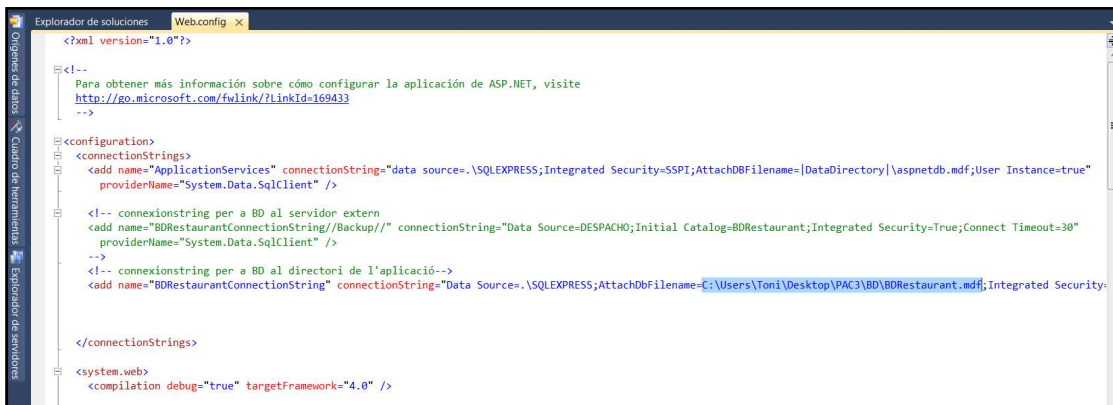 Explorador de soluciones Web.config ×
Orígenes de datos
Cuadro de herramientas
Explorador de servidores
<?xml version="1.0"?>
<!--
Para obtener más información sobre cómo configurar la aplicación de ASP.NET, visite
http://go.microsoft.com/fwlink/?LinkId=169433
-->
<configuration>
<connectionStrings>
<add name="ApplicationServices" connectionString="data source=.\SQLEXPRESS;Integrated Security=SSPI;AttachDBFilename=|DataDirectory|\aspnetdb.mdf;User Instance=true"
providerName="System.Data.SqlClient" />
<!-- connexionstring per a BD al servidor extern
<add name="BDRestaurantConnectionString//Backup//" connectionString="Data Source=DESPACHO;Initial Catalog=BDRestaurant;Integrated Security=True;Connect Timeout=30"
providerName="System.Data.SqlClient" />
-->
<!-- connexionstring per a BD al directori de l'aplicació-->
<add name="BDRestaurantConnectionString" connectionString="Data Source=.\SQLEXPRESS;AttachDbFilename=C:\Users\Toni\Desktop\PAC3\BD\BDRestaurant.mdf;Integrated Security=
</connectionStrings>
<system.web>
<compilation debug="true" targetFramework="4.0" />